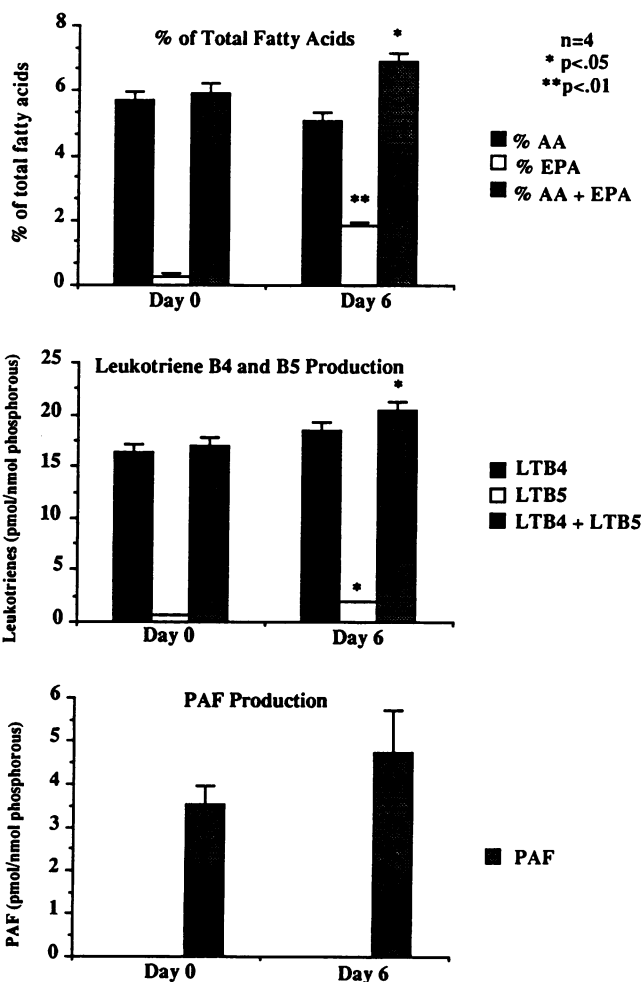 % of Total Fatty Acids
n=4
* p<.05
**p<.01
% of total fatty acids
8
6
4
2
0
*
**
% AA
% EPA
% AA + EPA
Day 0
Day 6
Leukotriene B4 and B5 Production
Leukotrienes (pmol/nmol phosphorous)
25
20
15
10
5
0
*
*
LTB4
LTB5
LTB4 + LTB5
Day 0
Day 6
PAF Production
PAF (pmol/nmol phosphorous)
6
5
4
3
2
1
0
PAF
Day 0
Day 6